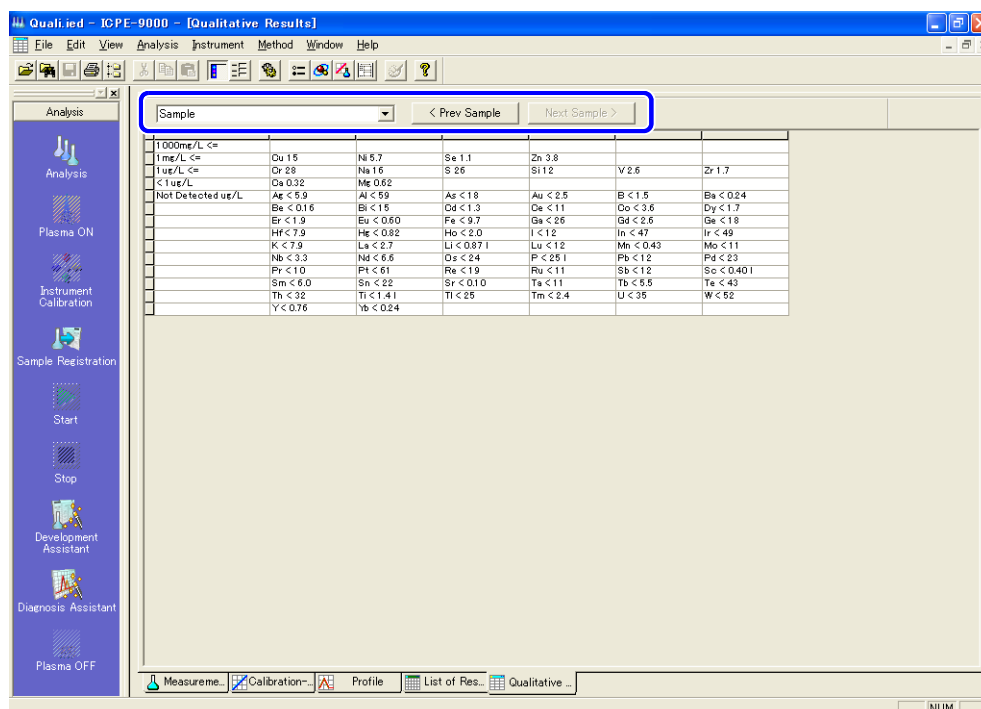 Quali.ied - ICPE-9000 - [Qualitative Results]
File Edit View Analysis Instrument Method Window Help
Analysis
Sample < Prev Sample Next Sample >
1000mg/L <=
1mg/L <= Cu 15 Ni 5.7 Se 1.1 Zn 3.8
1ug/L <= Cr 28 Na 16 S 26 Si 12 V 2.6 Zr 1.7
<1ug/L Ca 0.32 Mg 0.62
Not Detected ug/L Ag < 5.9 Al < 59 As < 18 Au < 2.5 B < 1.5 Ba < 0.24
Be < 0.16 Bi < 15 Cd < 1.3 Ce < 11 Co < 3.6 Dy < 1.7
Er < 1.9 Eu < 0.60 Fe < 9.7 Ga < 26 Gd < 2.6 Ge < 18
Hf < 7.9 Hg < 0.82 Ho < 2.0 I < 12 In < 47 Ir < 49
K < 7.9 La < 2.7 Li < 0.87 I Lu < 12 Mn < 0.43 Mo < 11
Nb < 3.3 Nd < 6.6 Os < 24 P < 25 I Pb < 12 Pd < 23
Pr < 10 Pt < 61 Re < 19 Ru < 11 Sb < 12 Sc < 0.40 I
Sm < 6.0 Sn < 22 Sr < 0.10 Ta < 11 Tb < 5.5 Te < 43
Th < 32 Ti < 1.4 I Tl < 25 Tm < 2.4 U < 35 W < 52
Y < 0.76 Yb < 0.24
Analysis
Plasma ON
Instrument
Calibration
Sample Registration
Start
Stop
Development
Assistant
Diagnosis Assistant
Plasma OFF
Measureme... Calibration-... Profile List of Res... Qualitative ...
NUM